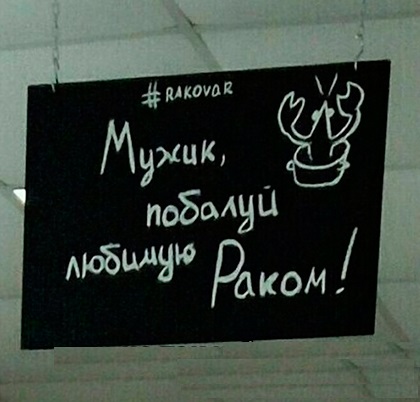 #RAKOVAR
Мужик,
побалуй
любимую
Раком!